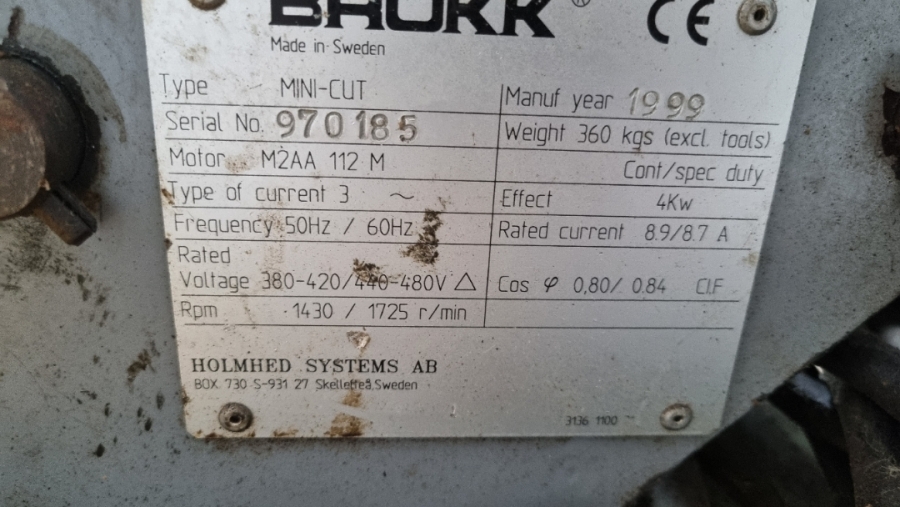 BROKK ®
CE
Made in Sweden
Type MINI-CUT
Manuf year 1999
Serial No. 970185
Weight 360 kgs (excl. tools)
Motor M2AA 112 M
Cont/spec duty
Type of current 3 ~
Effect 4Kw
Frequency 50Hz / 60Hz
Rated current 8.9/8.7 A
Rated
Voltage 380-420/440-480V △
Cos φ 0,80/ 0.84 Cl.F
Rpm 1430 / 1725 r/min
HOLMHED SYSTEMS AB
BOX 730 S-931 27 Skellefteå, Sweden
3136 1100